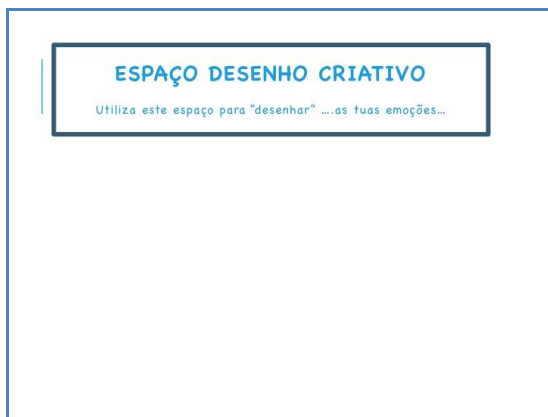 ESPAÇO DESENHO CRIATIVO
Utiliza este espaço para "desenhar" ....as tuas emoções...